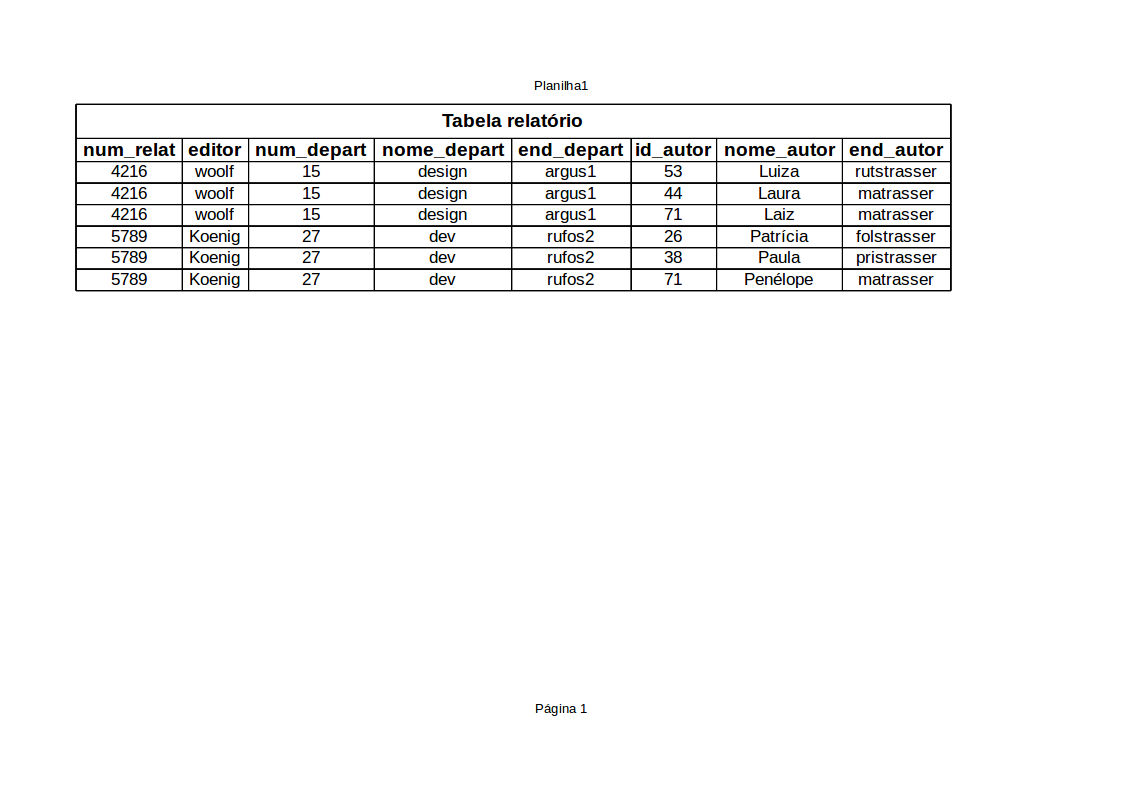 Planilha1
Tabela relatório
num_relat editor num_depart nome_depart end_depart id_autor nome_autor end_autor
4216 woolf 15 design argus1 53 Luiza rutstrasser
4216 woolf 15 design argus1 44 Laura matrasser
4216 woolf 15 design argus1 71 Laiz matrasser
5789 Koenig 27 dev rufos2 26 Patrícia folstrasser
5789 Koenig 27 dev rufos2 38 Paula pristrasser
5789 Koenig 27 dev rufos2 71 Penélope matrasser
Página 1